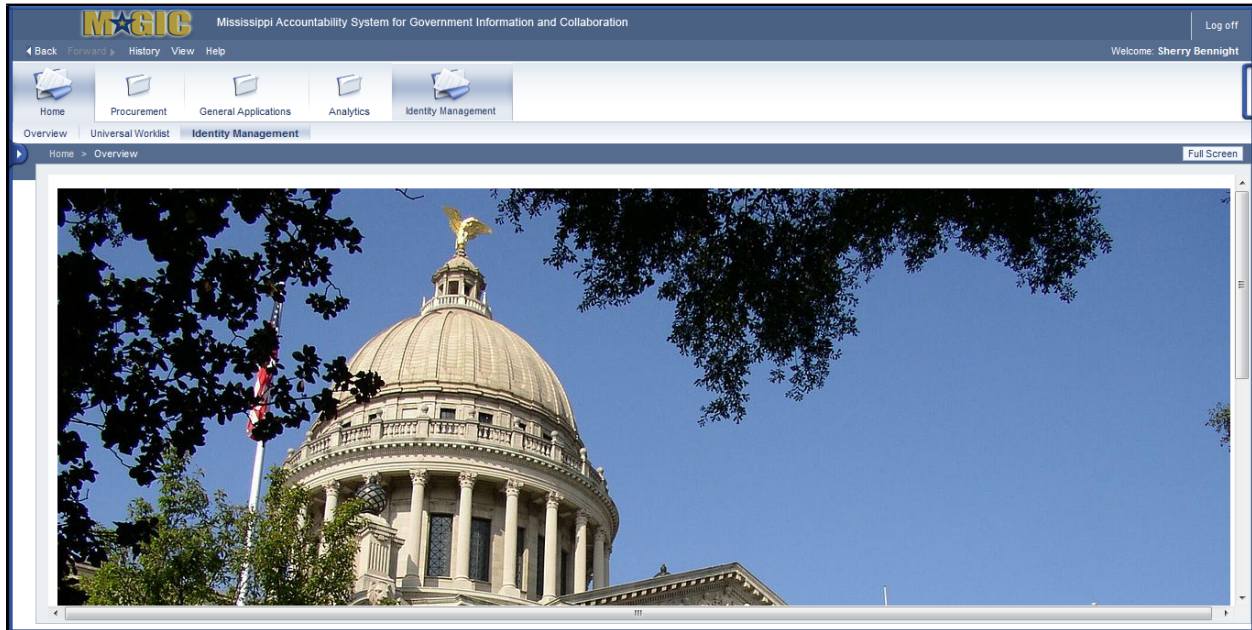 MAGIC Mississippi Accountability System for Government Information and Collaboration Log off
Back Forward History View Help Welcome: Sherry Bennight
Home Procurement General Applications Analytics Identity Management
Overview Universal Worklist Identity Management
Home > Overview Full Screen